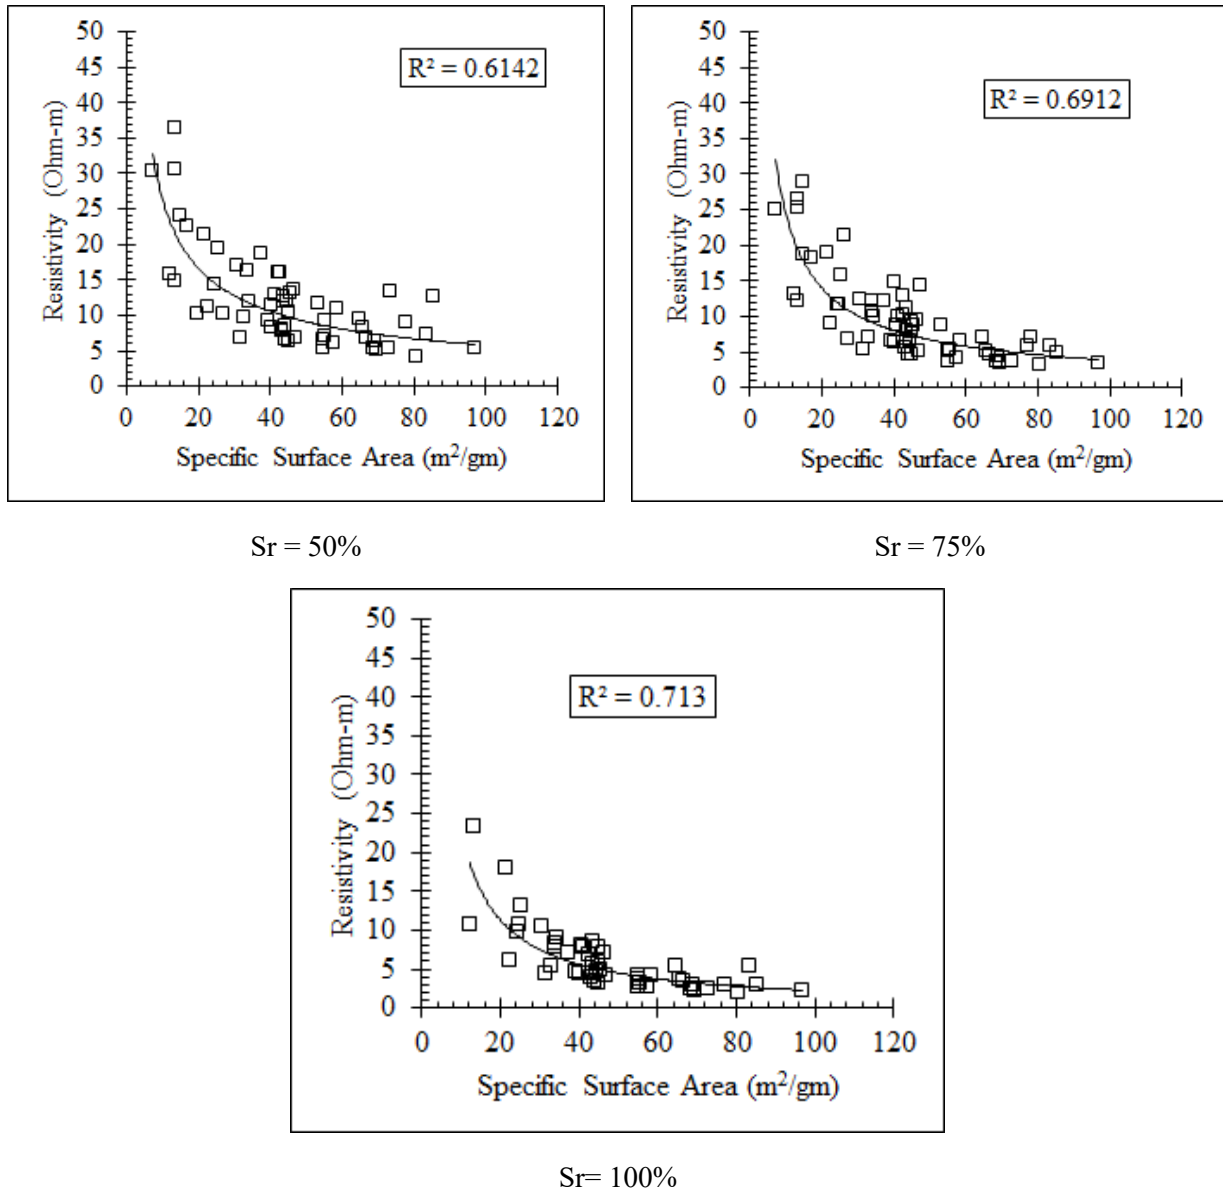 50
45
40
35
30
25
20
15
10
5
0
Resistivity (Ohm-m)
R² = 0.6142
0 20 40 60 80 100 120
Specific Surface Area (m²/gm)
50
45
40
35
30
25
20
15
10
5
0
Resistivity (Ohm-m)
R² = 0.6912
0 20 40 60 80 100 120
Specific Surface Area (m²/gm)
Sr = 50%
Sr = 75%
50
45
40
35
30
25
20
15
10
5
0
Resistivity (Ohm-m)
R² = 0.713
0 20 40 60 80 100 120
Specific Surface Area (m²/gm)
Sr= 100%